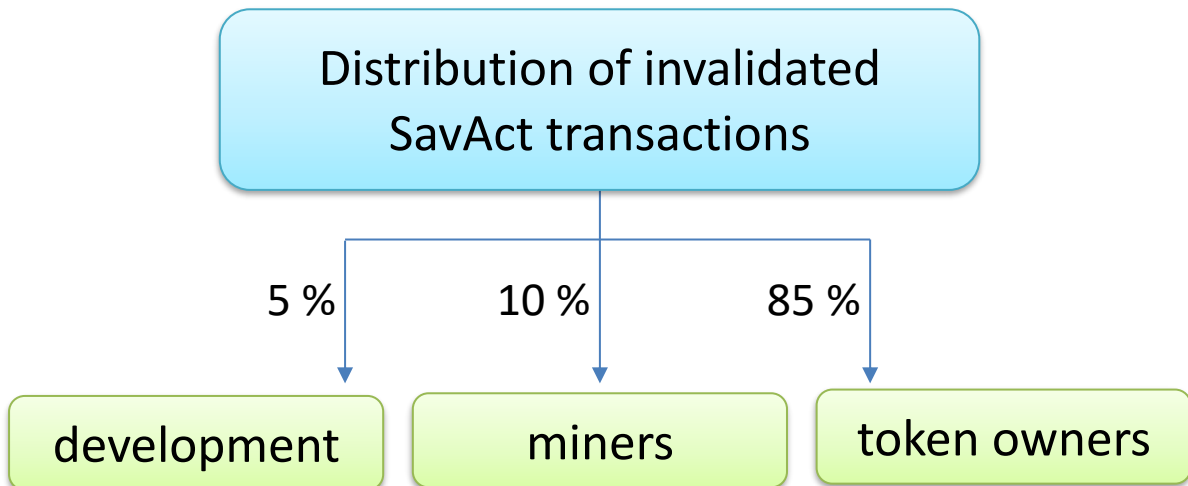 Distribution of invalidated
SavAct transactions
5 %
10 %
85 %
development
miners
token owners